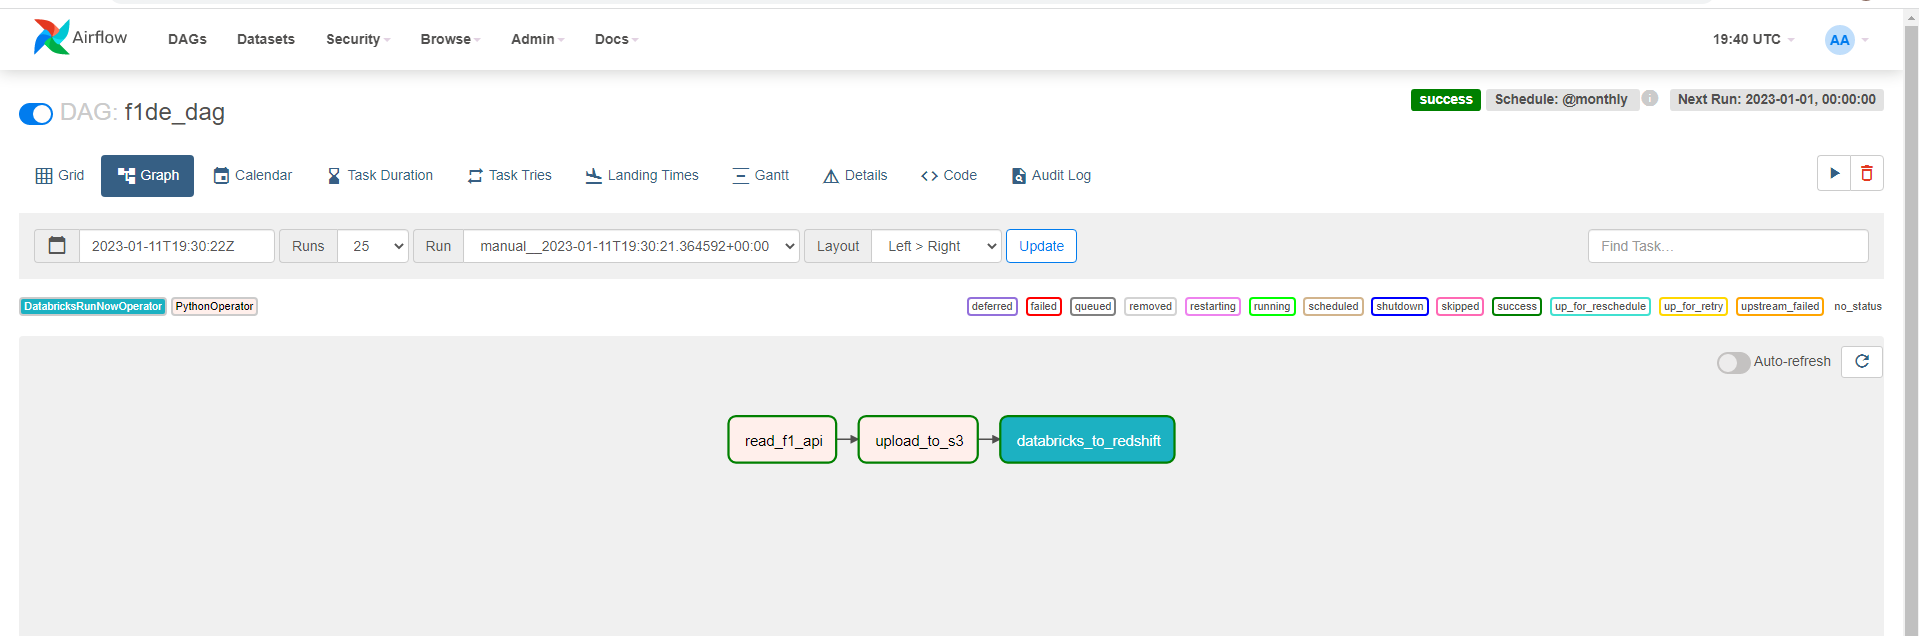 Airflow DAGs Datasets Security Browse Admin Docs 19:40 UTC AA
DAG: f1de_dag success Schedule: @monthly i Next Run: 2023-01-01, 00:00:00
Grid Graph Calendar Task Duration Task Tries Landing Times Gantt Details Code Audit Log
2023-01-11T19:30:22Z Runs 25 Run manual__2023-01-11T19:30:21.364592+00:00 Layout Left > Right Update Find Task...
DatabricksRunNowOperator PythonOperator deferred failed queued removed restarting running scheduled shutdown skipped success up_for_reschedule up_for_retry upstream_failed no_status
Auto-refresh
read_f1_api upload_to_s3 databricks_to_redshift